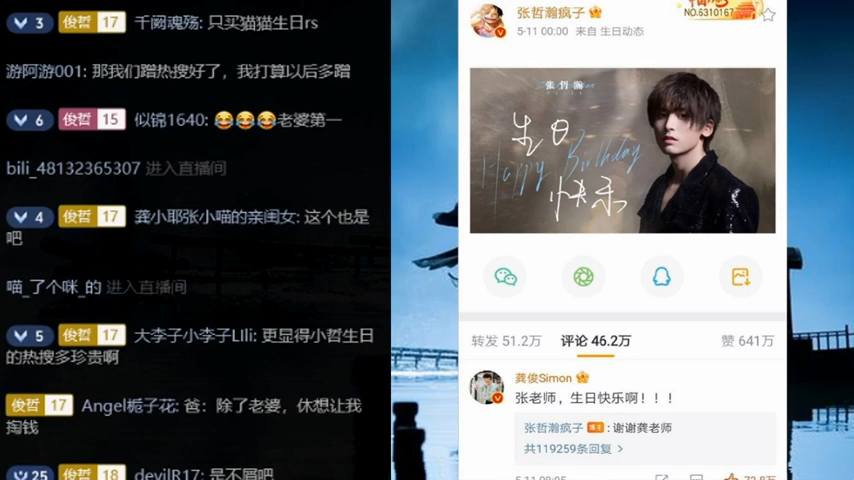 3 俊哲 17 千阙魂殇: 只买猫猫生日rs
游阿游001: 那我们蹭热搜好了，我打算以后多蹭
6 俊哲 15 似锦1640: 😂😂😂老婆第一
bili_48132365307 进入直播间
4 俊哲 17 龚小耶张小喵的亲闺女: 这个也是
吧
喵_了个咪_的 进入直播间
5 俊哲 17 大李子小李子LIli: 更显得小哲生日
的热搜多珍贵啊
俊哲 17 Angel栀子花: 爸：除了老婆，休想让我
掏钱
25 俊哲 18 devilR17: 是不屑吧
张哲瀚疯子
NO.6310167
5-11 00:00 来自 生日动态
张哲瀚
生日
Happy Birthday
快乐
转发 51.2万 评论 46.2万 赞 641万
龚俊Simon
张老师，生日快乐啊！！！
张哲瀚疯子 博主 : 谢谢龚老师
共119259条回复 >